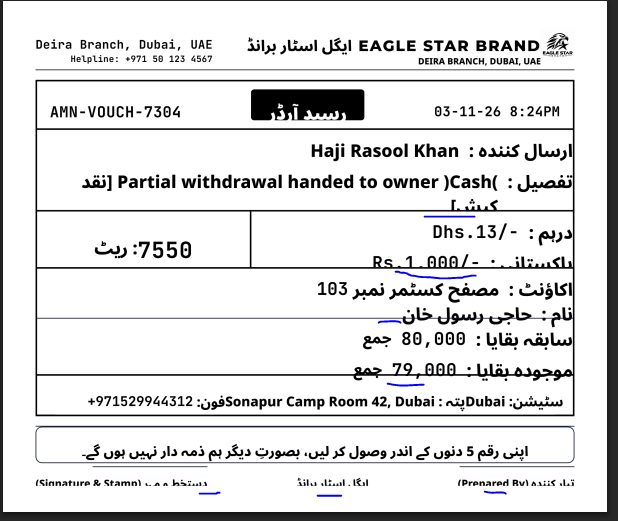 Deira Branch, Dubai, UAE
Helpline: +971 50 123 4567
EAGLE STAR BRAND ایگل اسٹار برانڈ
DEIRA BRANCH, DUBAI, UAE
EAGLE STAR
AMN-VOUCH-7304
رسید آرڈر
03-11-26 8:24PM
ارسال کنندہ : Haji Rasool Khan
تفصیل : Partial withdrawal handed to owner )Cash( [نقد
کیش]
درہم : Dhs.13/-
7550: ریٹ
پاکستانی : Rs.1,000/-
اکاؤنٹ : مصفح کسٹمر نمبر 103
نام : حاجی رسول خان
سابقہ بقایا : 80,000 جمع
موجودہ بقایا : 79,000 جمع
سٹیشن: Dubai پتہ : Sonapur Camp Room 42, Dubai فون: +971529944312
اپنی رقم 5 دنوں کے اندر وصول کر لیں، بصورتِ دیگر ہم ذمہ دار نہیں ہوں گے۔
تیار کنندہ (Prepared By)
ایگل اسٹار برانڈ
دستخط و مہر (Signature & Stamp)